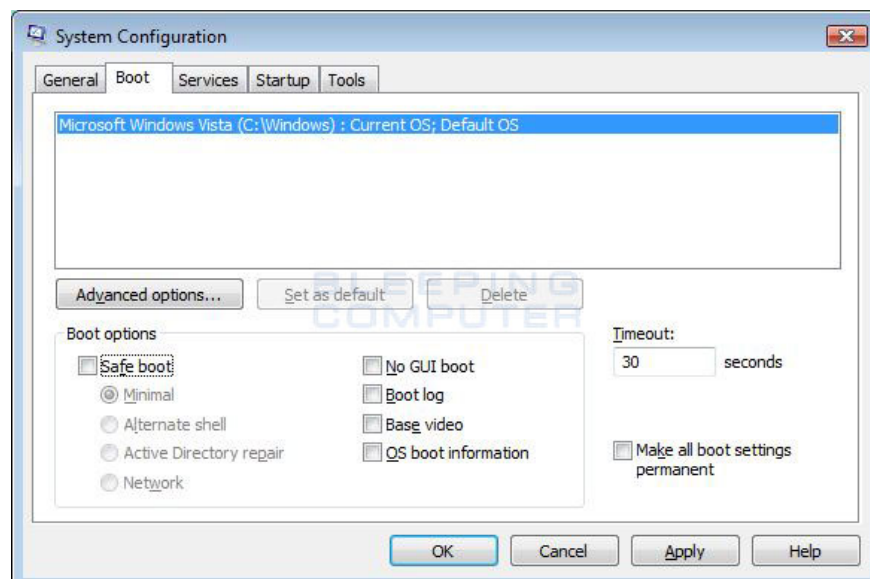 System Configuration
General Boot Services Startup Tools
Microsoft Windows Vista (C:\Windows) : Current OS; Default OS
BLEEPING
COMPUTER
Advanced options... Set as default Delete
Boot options
Timeout:
Safe boot No GUI boot 30 seconds
Minimal Boot log
Alternate shell Base video
Active Directory repair OS boot information Make all boot settings
permanent
Network
OK Cancel Apply Help